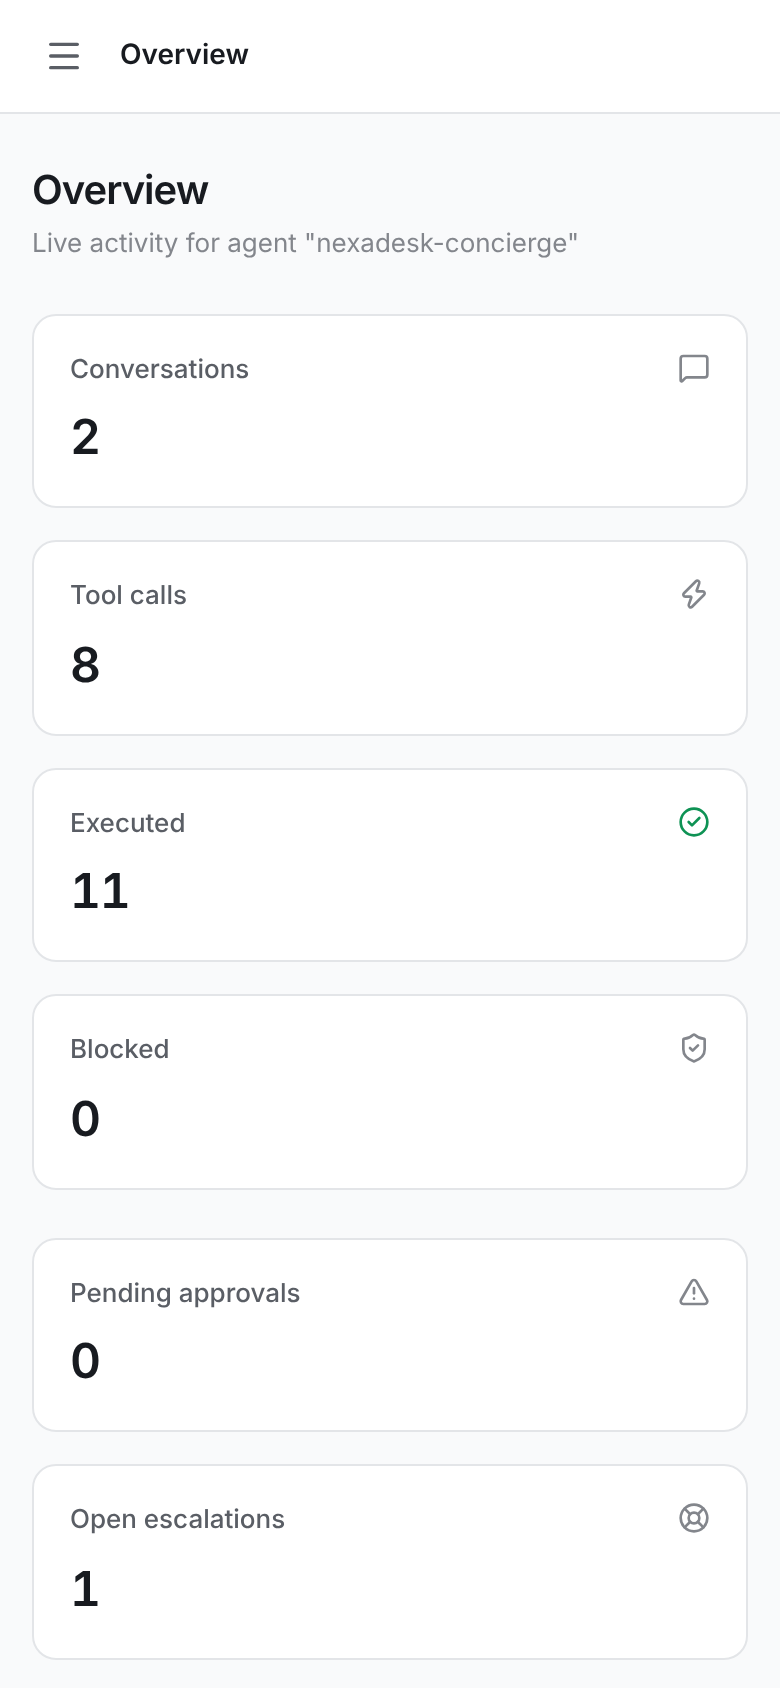 Overview
Overview
Live activity for agent "nexadesk-concierge"
Conversations
2
Tool calls
8
Executed
11
Blocked
0
Pending approvals
0
Open escalations
1